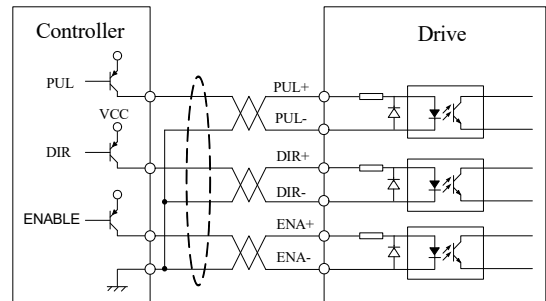 Controller
Drive
PUL
PUL+
PUL-
VCC
DIR
DIR+
DIR-
ENABLE
ENA+
ENA-